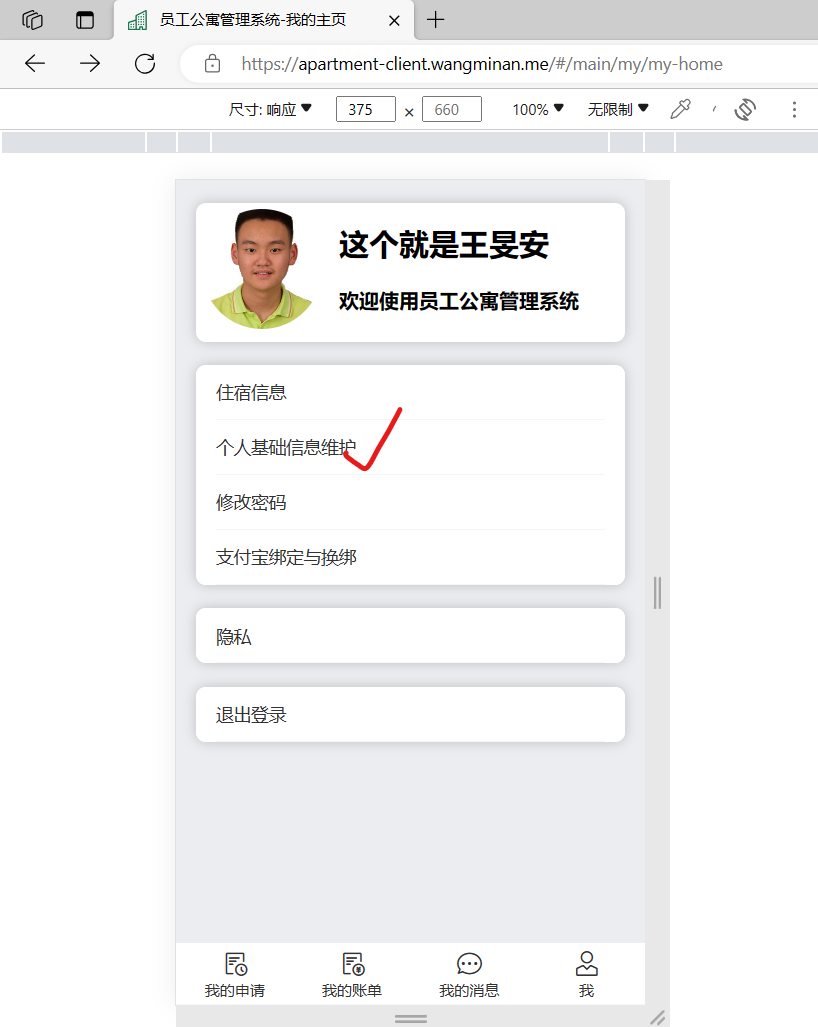 员工公寓管理系统-我的主页
https://apartment-client.wangminan.me/#/main/my/my-home
尺寸: 响应 375 × 660 100% 无限制
这个就是王旻安
欢迎使用员工公寓管理系统
住宿信息
个人基础信息维护
修改密码
支付宝绑定与换绑
隐私
退出登录
我的申请 我的账单 我的消息 我